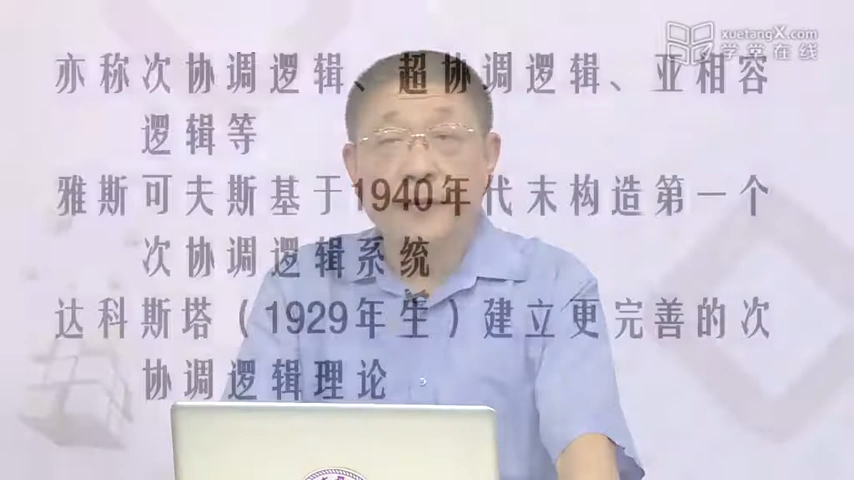 xuetangX.com
学堂在线
亦称次协调逻辑、超协调逻辑、亚相容
逻辑等
雅斯可夫斯基于1940年代末构造第一个
次协调逻辑系统
达科斯塔（1929年生）建立更完善的次
协调逻辑理论